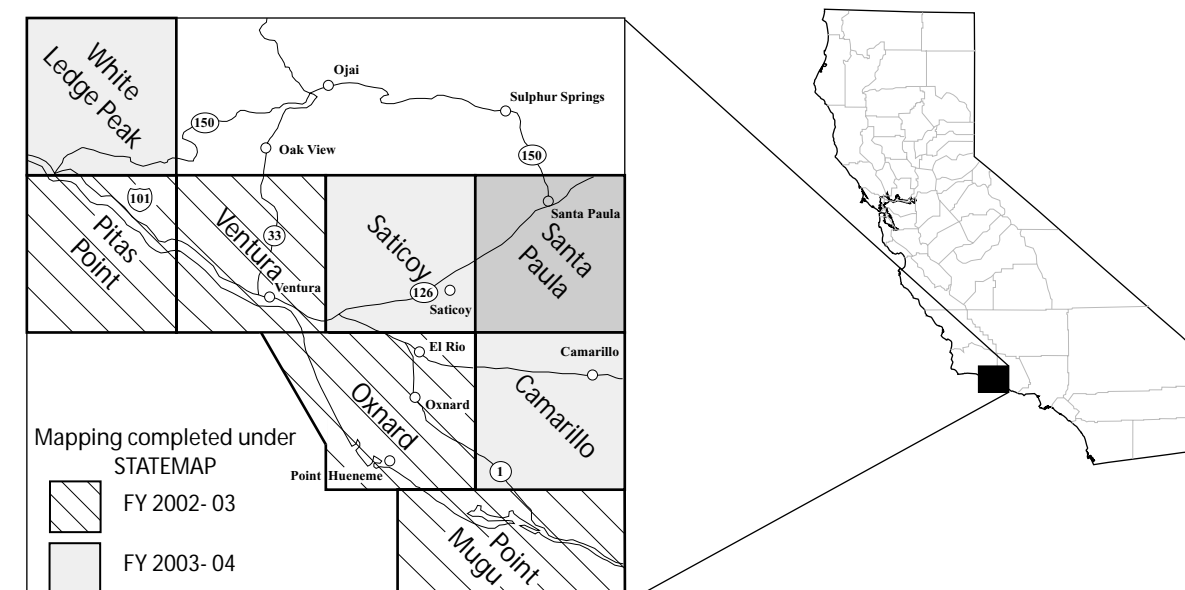 White
Ledge Peak
Ojai
Sulphur Springs
150
Oak View
150
101
Pitas
Point
Ventura
33
Ventura
Saticoy
126
Saticoy
Santa Paula
Santa
Paula
El Rio
Camarillo
Oxnard
Oxnard
Camarillo
Point Hueneme
1
Point
Mugu
Mapping completed under
STATEMAP
FY 2002- 03
FY 2003- 04